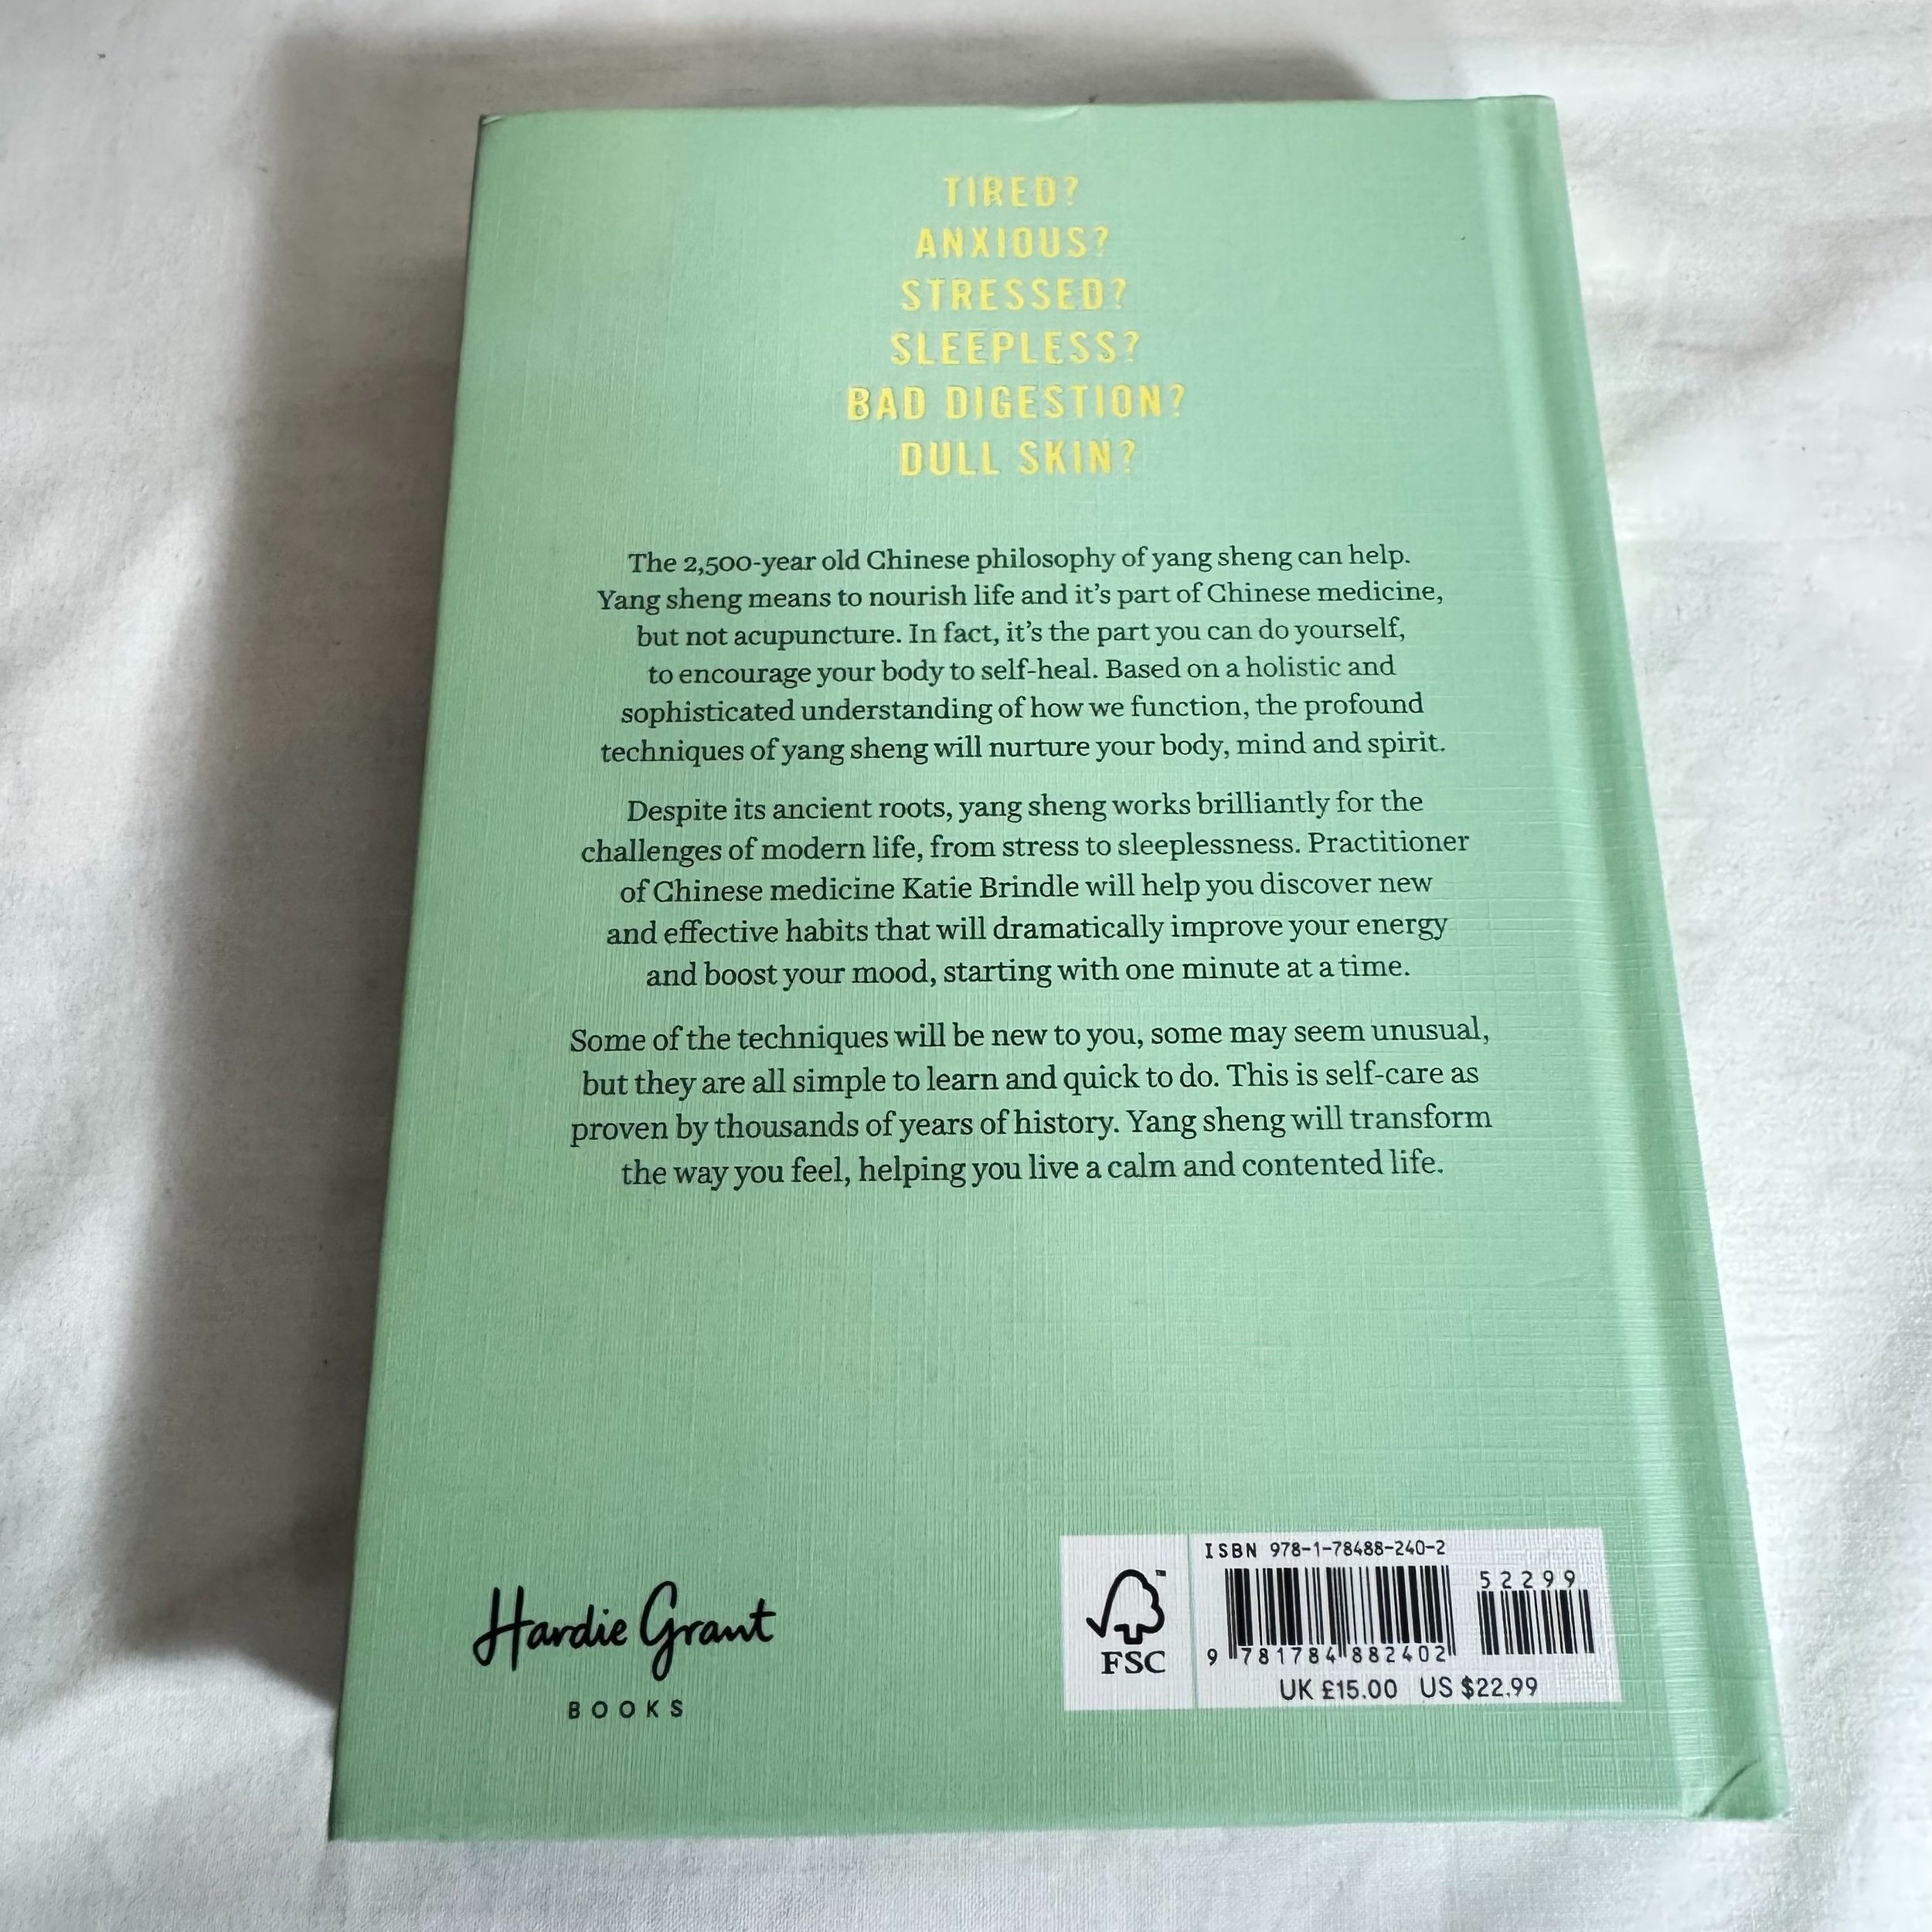 TIRED?
ANXIOUS?
STRESSED?
SLEEPLESS?
BAD DIGESTION?
DULL SKIN?
The 2,500-year old Chinese philosophy of yang sheng can help.
Yang sheng means to nourish life and it's part of Chinese medicine,
but not acupuncture. In fact, it's the part you can do yourself,
to encourage your body to self-heal. Based on a holistic and
sophisticated understanding of how we function, the profound
techniques of yang sheng will nurture your body, mind and spirit.
Despite its ancient roots, yang sheng works brilliantly for the
challenges of modern life, from stress to sleeplessness. Practitioner
of Chinese medicine Katie Brindle will help you discover new
and effective habits that will dramatically improve your energy
and boost your mood, starting with one minute at a time.
Some of the techniques will be new to you, some may seem unusual,
but they are all simple to learn and quick to do. This is self-care as
proven by thousands of years of history. Yang sheng will transform
the way you feel, helping you live a calm and contented life.
Hardie Grant
BOOKS
™
FSC
ISBN 978-1-78488-240-2
52299
9 781784 882402
UK £15.00 US $22.99